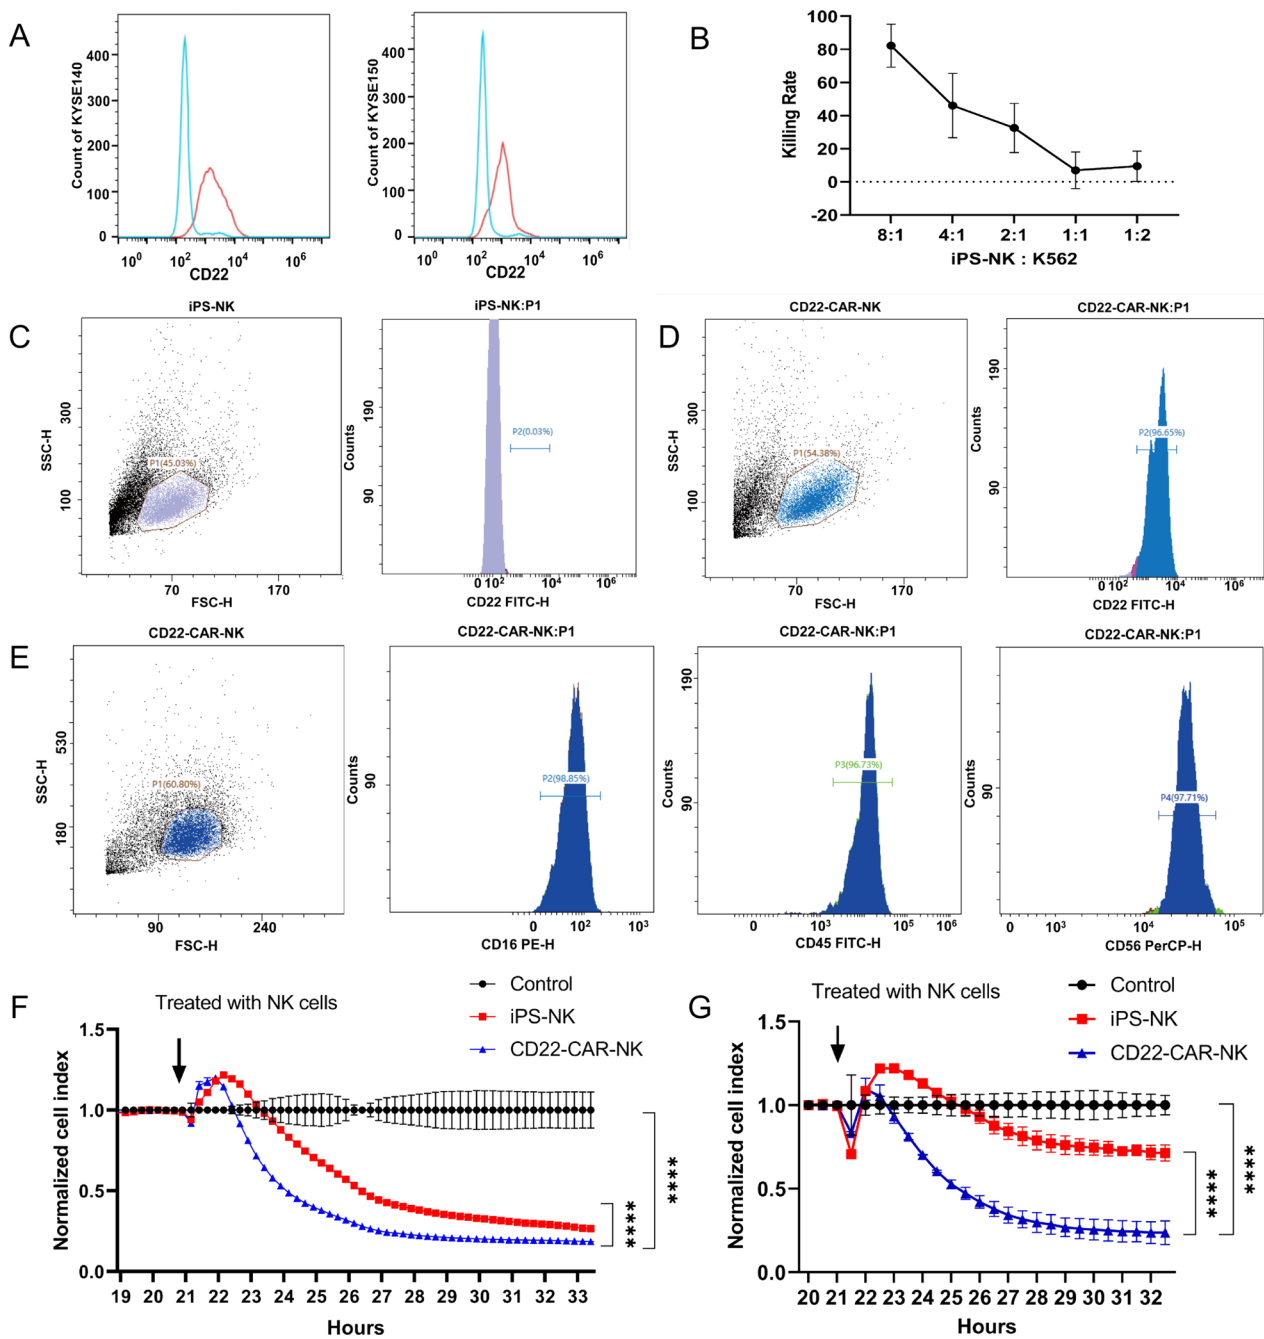 A
Count of KYSE140
400
300
200
100
0
10^0 10^2 10^4 10^6
CD22
Count of KYSE150
400
300
200
100
0
10^0 10^2 10^4 10^6
CD22
B
Killing Rate
100
80
60
40
20
0
-20
8:1 4:1 2:1 1:1 1:2
iPS-NK : K562
C
iPS-NK
SSC-H
300
100
P1(45.03%)
70 170
FSC-H
iPS-NK:P1
Counts
190
90
P2(0.03%)
0 10^2 10^4 10^6
CD22 FITC-H
D
CD22-CAR-NK
SSC-H
300
100
P1(54.38%)
70 170
FSC-H
CD22-CAR-NK:P1
Counts
190
90
P2(96.65%)
0 10^2 10^4 10^6
CD22 FITC-H
E
CD22-CAR-NK
SSC-H
530
180
P1(60.80%)
90 240
FSC-H
CD22-CAR-NK:P1
Counts
90
P2(98.85%)
0 10^2 10^3
CD16 PE-H
CD22-CAR-NK:P1
Counts
190
90
P3(96.73%)
0 10^3 10^5 10^6
CD45 FITC-H
CD22-CAR-NK:P1
Counts
90
P4(97.71%)
0 10^3 10^4 10^5
CD56 PerCP-H
F
Treated with NK cells
Control
iPS-NK
CD22-CAR-NK
Normalized cell index
1.5
1.0
0.5
0.0
19 20 21 22 23 24 25 26 27 28 29 30 31 32 33
Hours
****
****
G
Treated with NK cells
Control
iPS-NK
CD22-CAR-NK
Normalized cell index
1.5
1.0
0.5
0.0
20 21 22 23 24 25 26 27 28 29 30 31 32
Hours
****
****